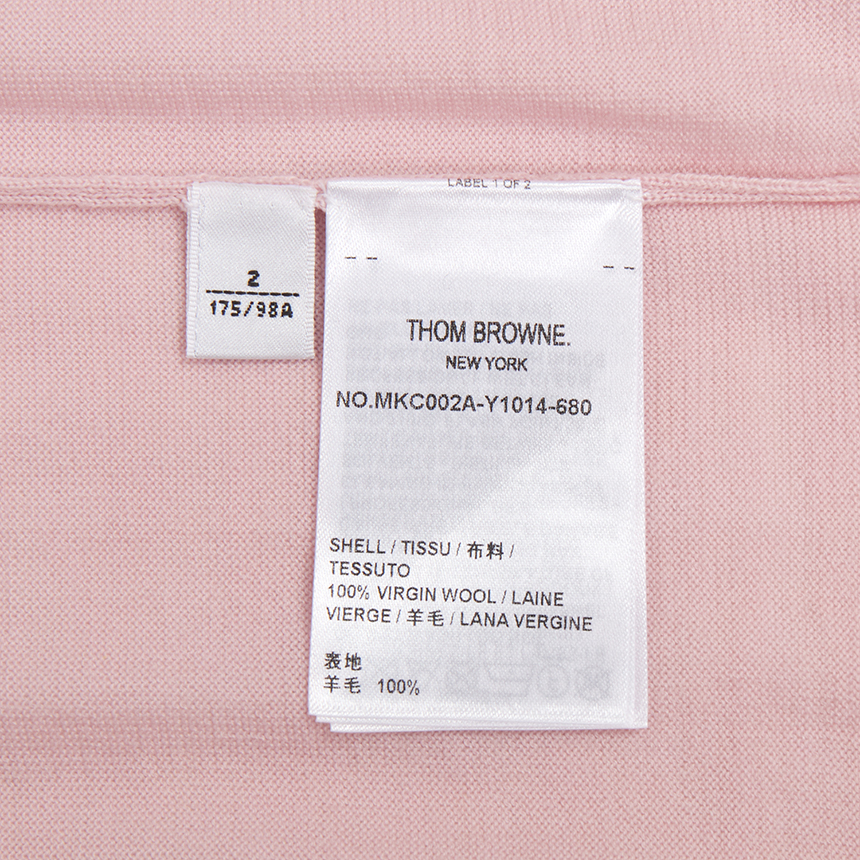 2
175/98A
LABEL 1 OF 2
THOM BROWNE.
NEW YORK
NO.MKC002A-Y1014-680
SHELL / TISSU / 布料 /
TESSUTO
100% VIRGIN WOOL / LAINE
VIERGE / 羊毛 / LANA VERGINE
表地
羊毛 100%